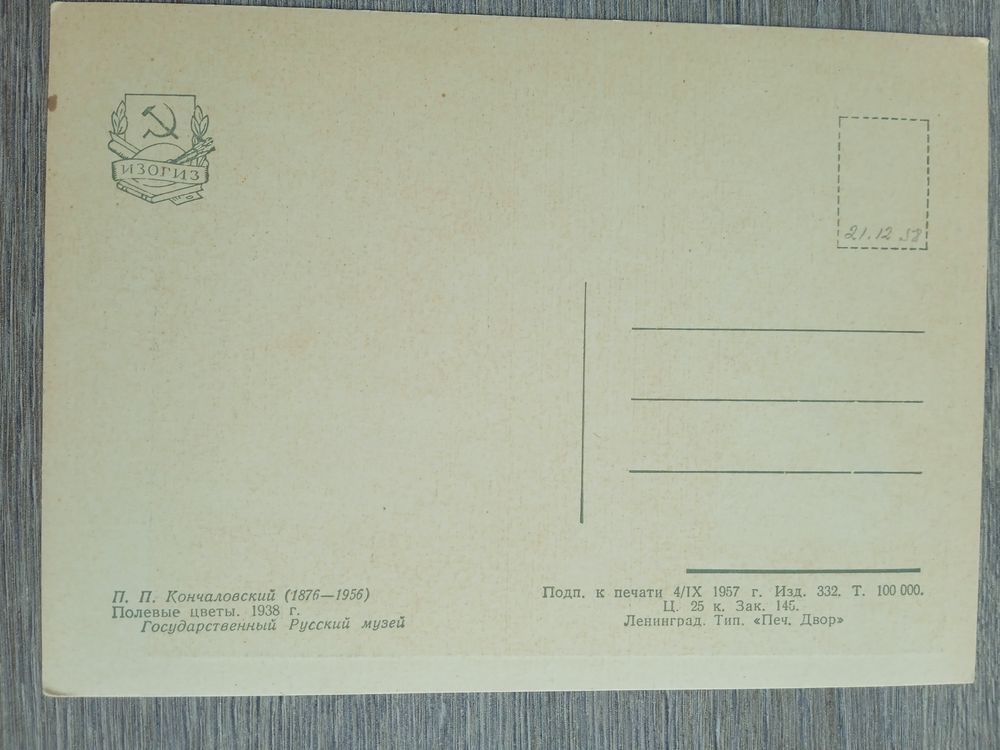 ИЗОГИЗ
21.12.58
П. П. Кончаловский (1876—1956)
Полевые цветы. 1938 г.
Государственный Русский музей
Подп. к печати 4/IX 1957 г. Изд. 332. Т. 100 000.
Ц. 25 к. Зак. 145.
Ленинград. Тип. «Печ. Двор»